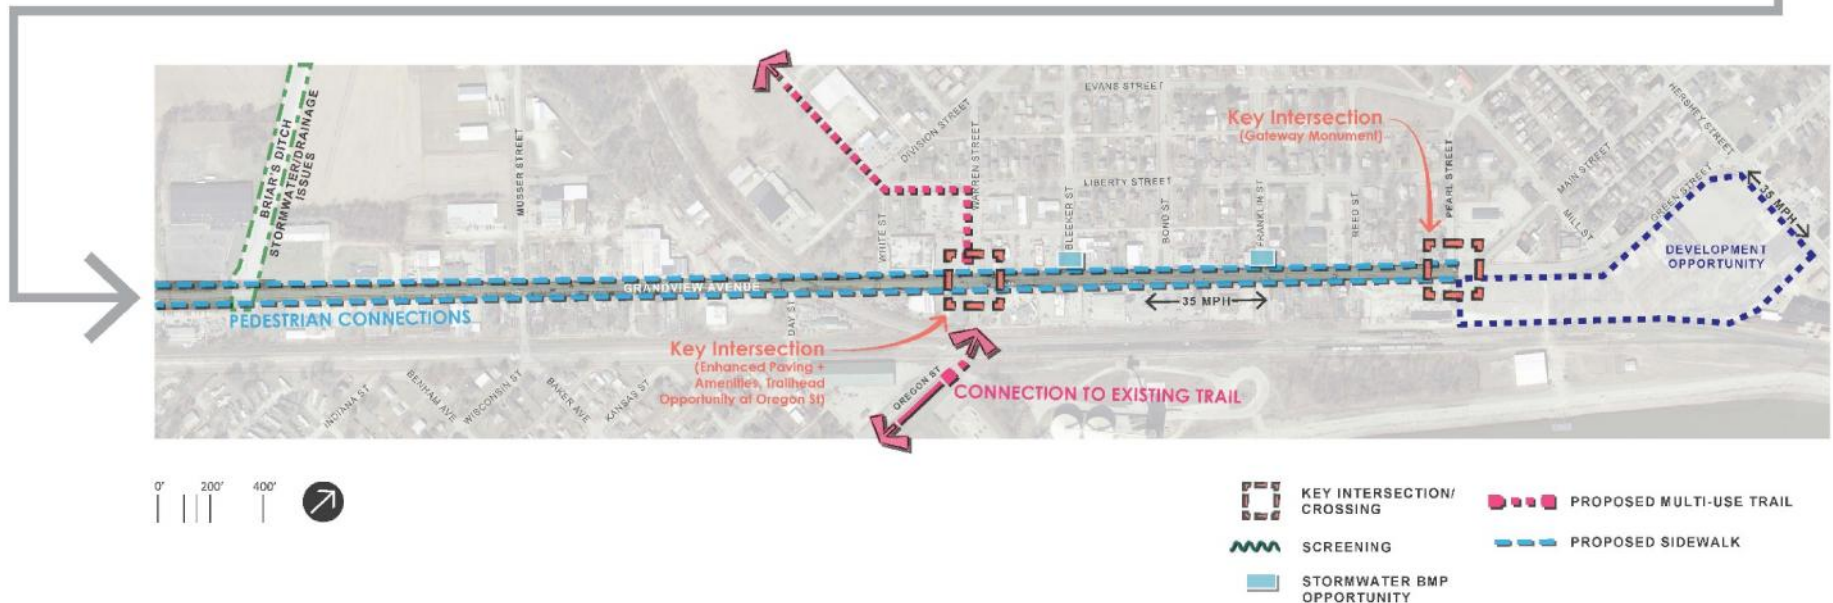 BRIAR'S DITCH
STORMWATER/DRAINAGE
ISSUES
MUSSER STREET
DIVISION STREET
WARREN STREET
EVANS STREET
LIBERTY STREET
WHITE ST
BLEEKER ST
BOND ST
FRANKLIN ST
REED ST
PEARL STREET
Key Intersection
(Gateway Monument)
HERSHEY STREET
MAIN STREET
GREEN STREET
MILL ST
35 MPH
DEVELOPMENT
OPPORTUNITY
GRANDVIEW AVENUE
PEDESTRIAN CONNECTIONS
35 MPH
DAY ST
Key Intersection
(Enhanced Paving +
Amenities, Trailhead
Opportunity at Oregon St)
INDIANA ST
BENHAM AVE
WISCONSIN ST
BAKER AVE
KANSAS ST
OREGON ST
CONNECTION TO EXISTING TRAIL
0' 200' 400'
KEY INTERSECTION/
CROSSING
SCREENING
STORMWATER BMP
OPPORTUNITY
PROPOSED MULTI-USE TRAIL
PROPOSED SIDEWALK